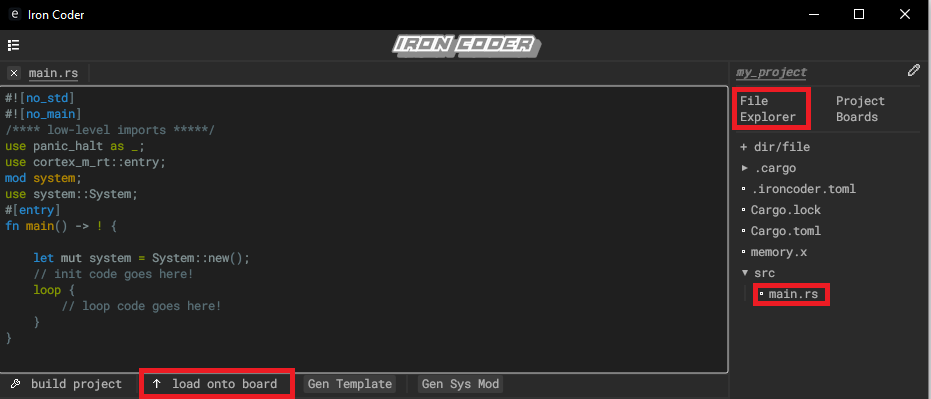 e Iron Coder
IRON CODER
main.rs
#![no_std]
#![no_main]
/**** low-level imports *****/
use panic_halt as _;
use cortex_m_rt::entry;
mod system;
use system::System;
#[entry]
fn main() -> ! {
let mut system = System::new();
// init code goes here!
loop {
// loop code goes here!
}
}
build project
load onto board
Gen Template
Gen Sys Mod
my_project
File Explorer
Project Boards
+ dir/file
.cargo
.ironcoder.toml
Cargo.lock
Cargo.toml
memory.x
src
main.rs